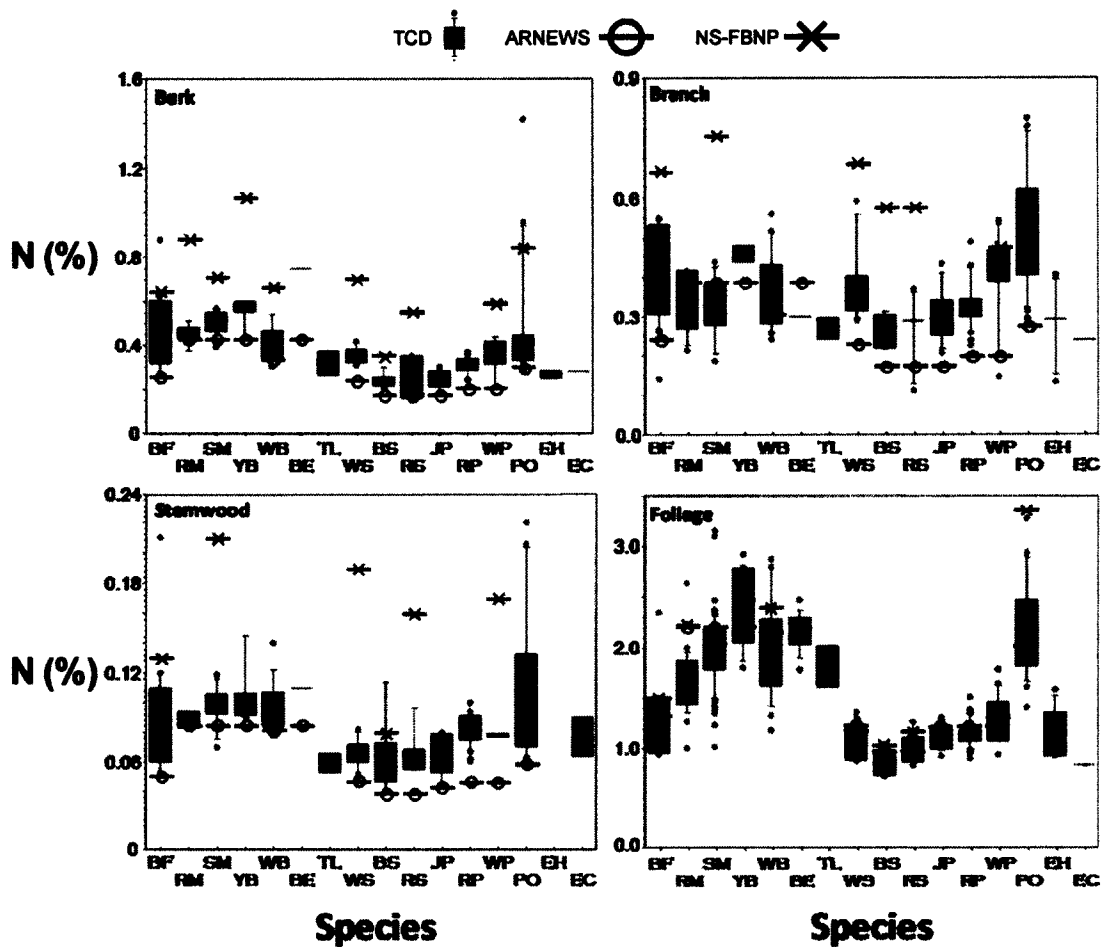 TCD ARNEWS NS-FBNP
1.6 Bark
1.2
0.8
0.4
0
BF SM WB TL BS JP WP EH
RM YB BE WS RS RP PO EC
0.9 Branch
0.6
0.3
0.0
BF SM WB TL BS JP WP EH
RM YB BE WS RS RP PO EC
N (%)
0.24 Stemwood
0.18
0.12
0.06
0
BF SM WB TL BS JP WP EH
RM YB BE WS RS RP PO EC
Foliage
3.0
2.0
1.0
0.0
BF SM WB TL BS JP WP EH
RM YB BE WS RS RP PO EC
N (%)
Species Species